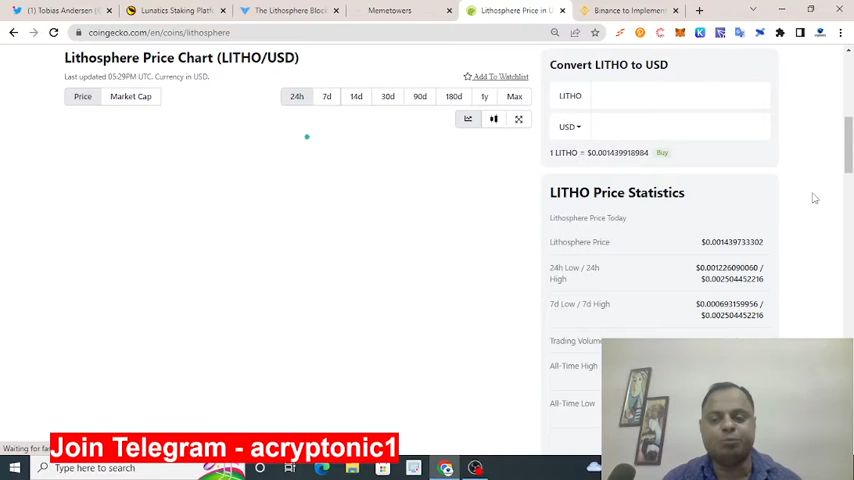 (1) Tobias Andersen (
Lunatics Staking Platf
The Lithosphere Block
Memetowers
Lithosphere Price in U
Binance to Implemen
coingecko.com/en/coins/lithosphere
Lithosphere Price Chart (LITHO/USD)
Last updated 05:29PM UTC. Currency in USD.
Add To Watchlist
Price Market Cap
24h 7d 14d 30d 90d 180d 1y Max
Convert LITHO to USD
LITHO
USD
1 LITHO = $0.001439918984 Buy
LITHO Price Statistics
Lithosphere Price Today
Lithosphere Price $0.001439733302
24h Low / 24h High $0.001226090060 / $0.002504452216
7d Low / 7d High $0.000693159956 / $0.002504452216
Trading Volume
All-Time High
All-Time Low
Waiting for
Join Telegram - acryptonic1
Type here to search